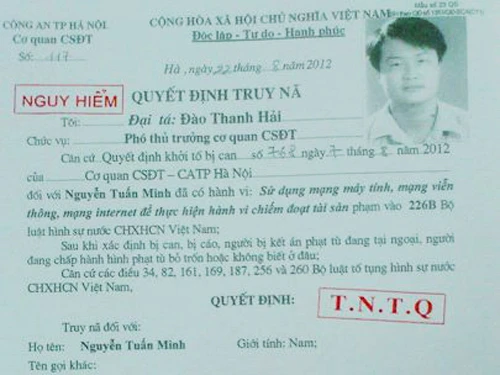 CÔNG AN TP HÀ NỘI
Cơ quan CSĐT
Số: 117
CỘNG HÒA XÃ HỘI CHỦ NGHĨA VIỆT NAM
Độc lập - Tự do - Hạnh phúc
Mẫu số 23 QS
Hà , ngày 22 tháng 8 năm 2012
NGUY HIỂM
QUYẾT ĐỊNH TRUY NÃ
Tôi: Đại tá: Đào Thanh Hải
Chức vụ: Phó thủ trưởng cơ quan CSĐT
Căn cứ Quyết định khởi tố bị can số 768 ngày 7 tháng 8 năm 2012
của Cơ quan CSĐT – CATP Hà Nội
đối với Nguyễn Tuấn Minh đã có hành vi: Sử dụng mạng máy tính, mạng viễn
thông, mạng internet để thực hiện hành vi chiếm đoạt tài sản phạm vào 226B Bộ
luật hình sự nước CHXHCN Việt Nam;
Sau khi xác định bị can, bị cáo, người bị kết án phạt tù đang tại ngoại, người
đang chấp hành hình phạt tù bỏ trốn hoặc không biết ở đâu;
Căn cứ các điều 34, 82, 161, 169, 187, 256 và 260 Bộ luật tố tụng hình sự nước
CHXHCN Việt Nam,
QUYẾT ĐỊNH:
T.N.T.Q
Truy nã đối với:
Họ tên: Nguyễn Tuấn Minh Giới tính: Nam;
Tên gọi khác: